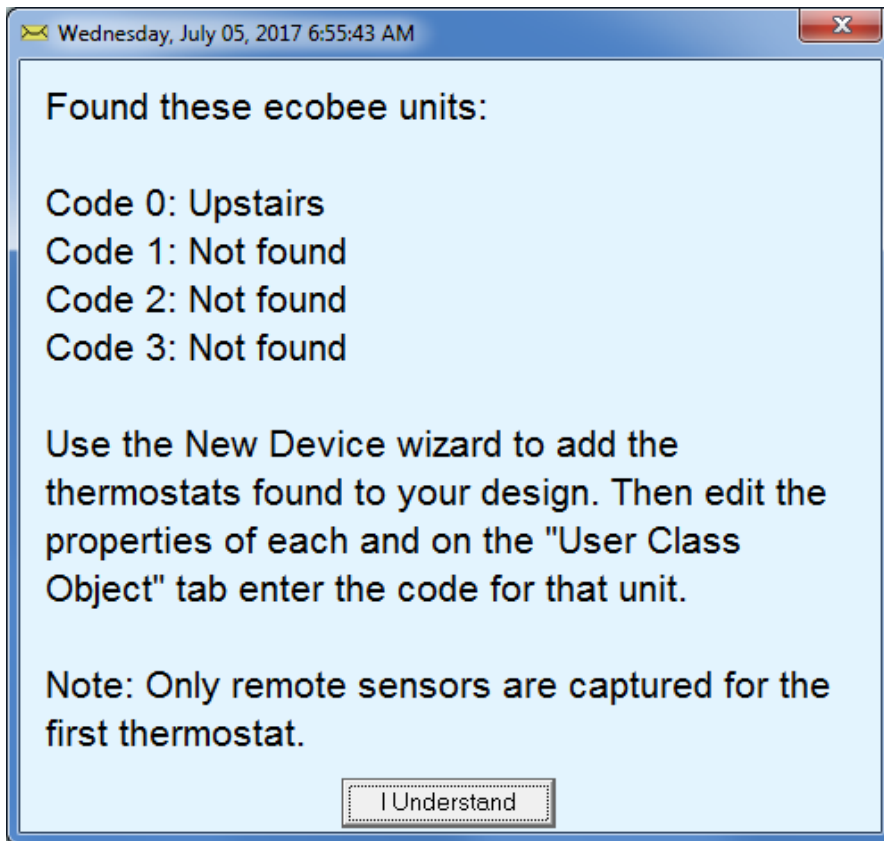 Wednesday, July 05, 2017 6:55:43 AM
Found these ecobee units:
Code 0: Upstairs
Code 1: Not found
Code 2: Not found
Code 3: Not found
Use the New Device wizard to add the
thermostats found to your design. Then edit the
properties of each and on the "User Class
Object" tab enter the code for that unit.
Note: Only remote sensors are captured for the
first thermostat.
I Understand